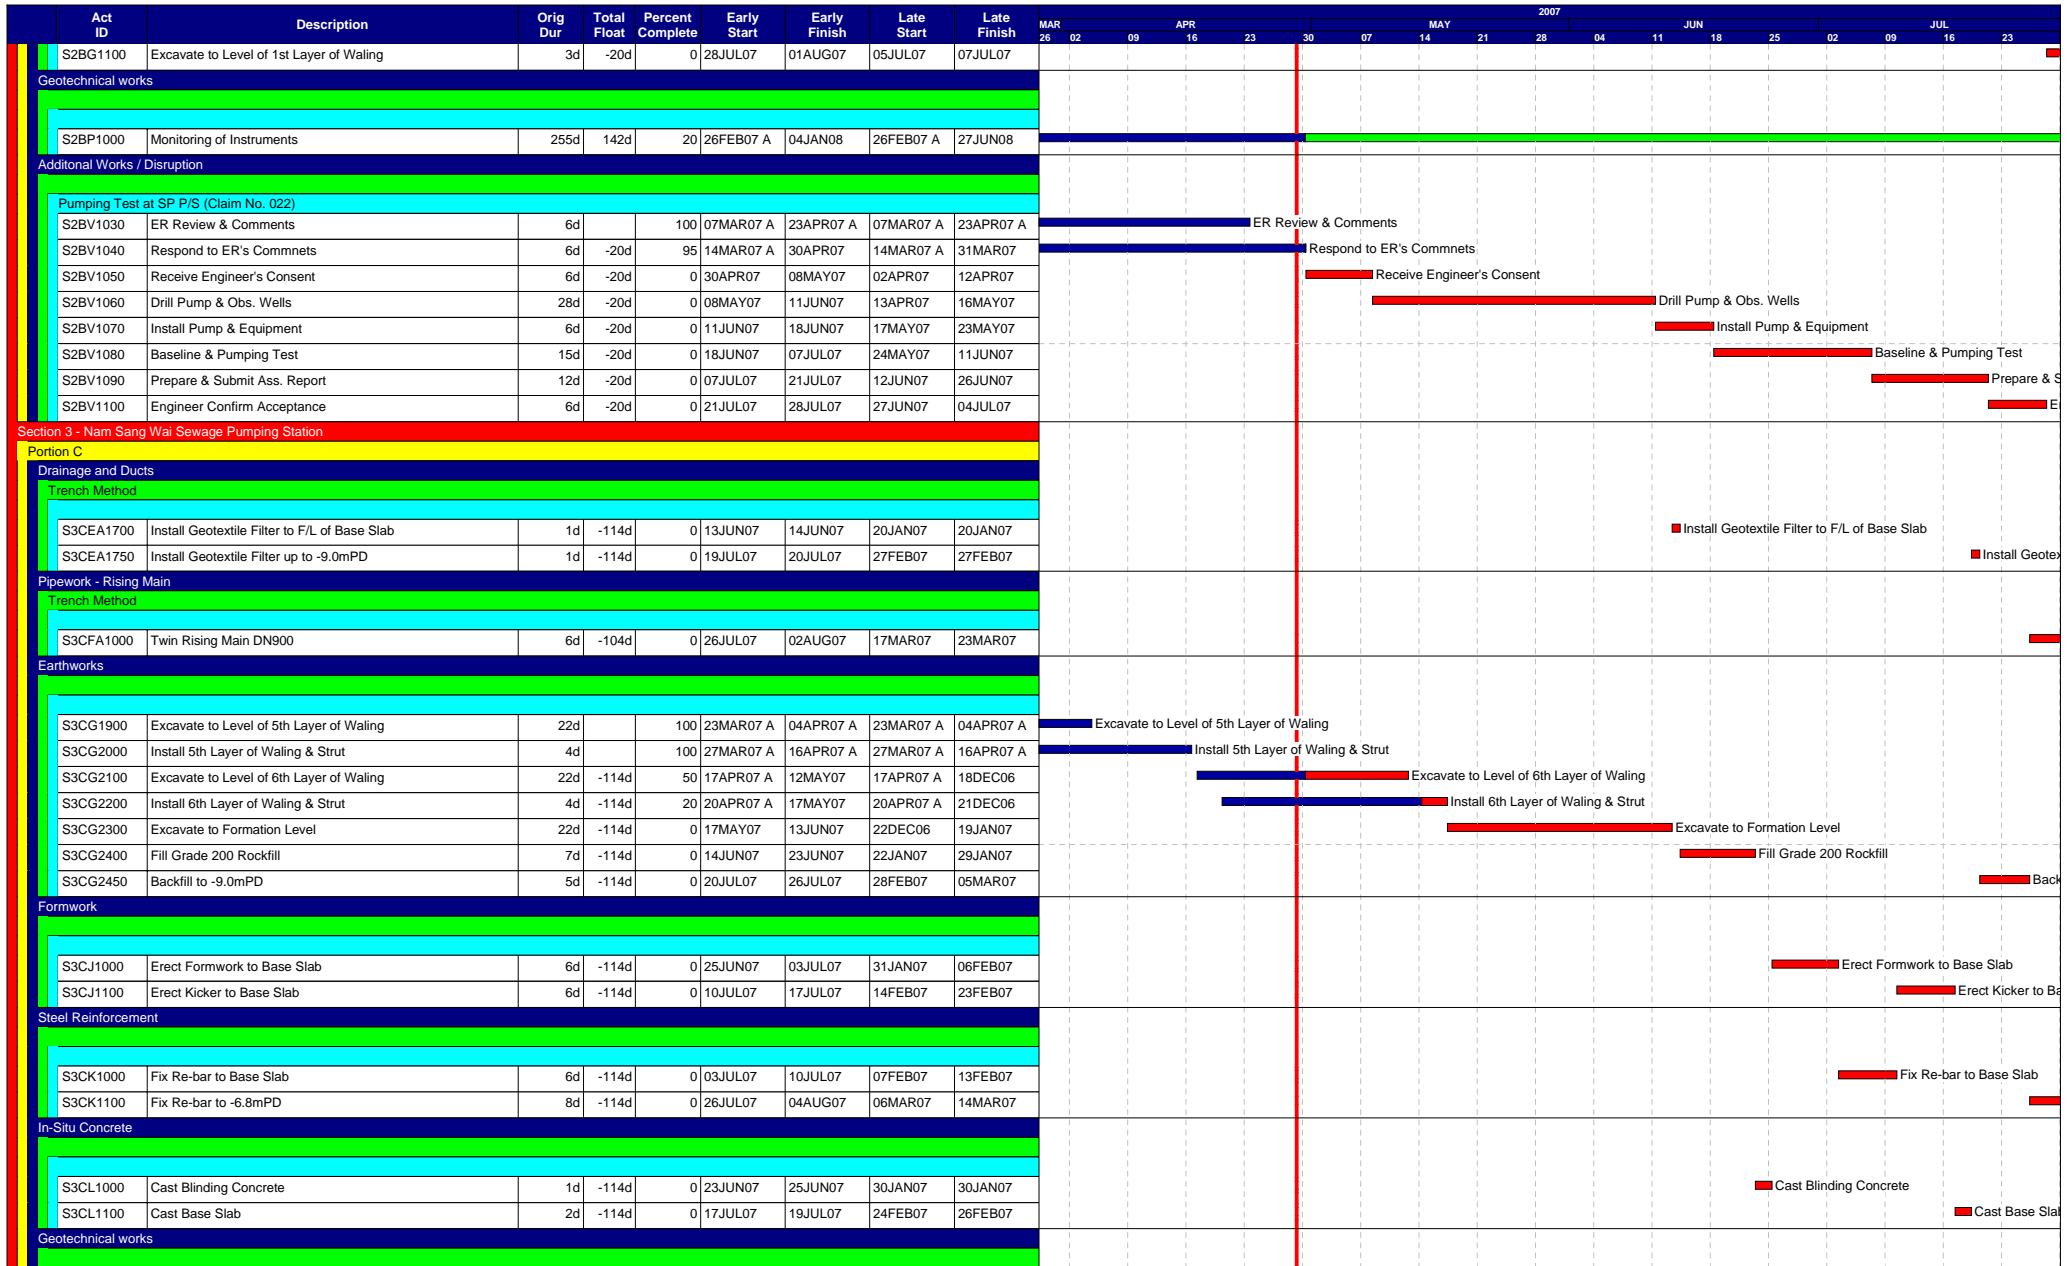 Act ID Description Orig Dur Total Float Percent Complete Early Start Early Finish Late Start Late Finish
2007
MAR APR MAY JUN JUL
26 02 09 16 23 30 07 14 21 28 04 11 18 25 02 09 16 23
S2BG1100 Excavate to Level of 1st Layer of Waling 3d -20d 0 28JUL07 01AUG07 05JUL07 07JUL07
Geotechnical works
S2BP1000 Monitoring of Instruments 255d 142d 20 26FEB07 A 04JAN08 26FEB07 A 27JUN08
Additonal Works / Disruption
Pumping Test at SP P/S (Claim No. 022)
S2BV1030 ER Review & Comments 6d 100 07MAR07 A 23APR07 A 07MAR07 A 23APR07 A ER Review & Comments
S2BV1040 Respond to ER's Commnets 6d -20d 95 14MAR07 A 30APR07 14MAR07 A 31MAR07 Respond to ER's Commnets
S2BV1050 Receive Engineer's Consent 6d -20d 0 30APR07 08MAY07 02APR07 12APR07 Receive Engineer's Consent
S2BV1060 Drill Pump & Obs. Wells 28d -20d 0 08MAY07 11JUN07 13APR07 16MAY07 Drill Pump & Obs. Wells
S2BV1070 Install Pump & Equipment 6d -20d 0 11JUN07 18JUN07 17MAY07 23MAY07 Install Pump & Equipment
S2BV1080 Baseline & Pumping Test 15d -20d 0 18JUN07 07JUL07 24MAY07 11JUN07 Baseline & Pumping Test
S2BV1090 Prepare & Submit Ass. Report 12d -20d 0 07JUL07 21JUL07 12JUN07 26JUN07 Prepare & S
S2BV1100 Engineer Confirm Acceptance 6d -20d 0 21JUL07 28JUL07 27JUN07 04JUL07
Section 3 - Nam Sang Wai Sewage Pumping Station
Portion C
Drainage and Ducts
Trench Method
S3CEA1700 Install Geotextile Filter to F/L of Base Slab 1d -114d 0 13JUN07 14JUN07 20JAN07 20JAN07 Install Geotextile Filter to F/L of Base Slab
S3CEA1750 Install Geotextile Filter up to -9.0mPD 1d -114d 0 19JUL07 20JUL07 27FEB07 27FEB07 Install Geotex
Pipework - Rising Main
Trench Method
S3CFA1000 Twin Rising Main DN900 6d -104d 0 26JUL07 02AUG07 17MAR07 23MAR07
Earthworks
S3CG1900 Excavate to Level of 5th Layer of Waling 22d 100 23MAR07 A 04APR07 A 23MAR07 A 04APR07 A Excavate to Level of 5th Layer of Waling
S3CG2000 Install 5th Layer of Waling & Strut 4d 100 27MAR07 A 16APR07 A 27MAR07 A 16APR07 A Install 5th Layer of Waling & Strut
S3CG2100 Excavate to Level of 6th Layer of Waling 22d -114d 50 17APR07 A 12MAY07 17APR07 A 18DEC06 Excavate to Level of 6th Layer of Waling
S3CG2200 Install 6th Layer of Waling & Strut 4d -114d 20 20APR07 A 17MAY07 20APR07 A 21DEC06 Install 6th Layer of Waling & Strut
S3CG2300 Excavate to Formation Level 22d -114d 0 17MAY07 13JUN07 22DEC06 19JAN07 Excavate to Formation Level
S3CG2400 Fill Grade 200 Rockfill 7d -114d 0 14JUN07 23JUN07 22JAN07 29JAN07 Fill Grade 200 Rockfill
S3CG2450 Backfill to -9.0mPD 5d -114d 0 20JUL07 26JUL07 28FEB07 05MAR07 Back
Formwork
S3CJ1000 Erect Formwork to Base Slab 6d -114d 0 25JUN07 03JUL07 31JAN07 06FEB07 Erect Formwork to Base Slab
S3CJ1100 Erect Kicker to Base Slab 6d -114d 0 10JUL07 17JUL07 14FEB07 23FEB07 Erect Kicker to Ba
Steel Reinforcement
S3CK1000 Fix Re-bar to Base Slab 6d -114d 0 03JUL07 10JUL07 07FEB07 13FEB07 Fix Re-bar to Base Slab
S3CK1100 Fix Re-bar to -6.8mPD 8d -114d 0 26JUL07 04AUG07 06MAR07 14MAR07
In-Situ Concrete
S3CL1000 Cast Blinding Concrete 1d -114d 0 23JUN07 25JUN07 30JAN07 30JAN07 Cast Blinding Concrete
S3CL1100 Cast Base Slab 2d -114d 0 17JUL07 19JUL07 24FEB07 26FEB07 Cast Base Slab
Geotechnical works